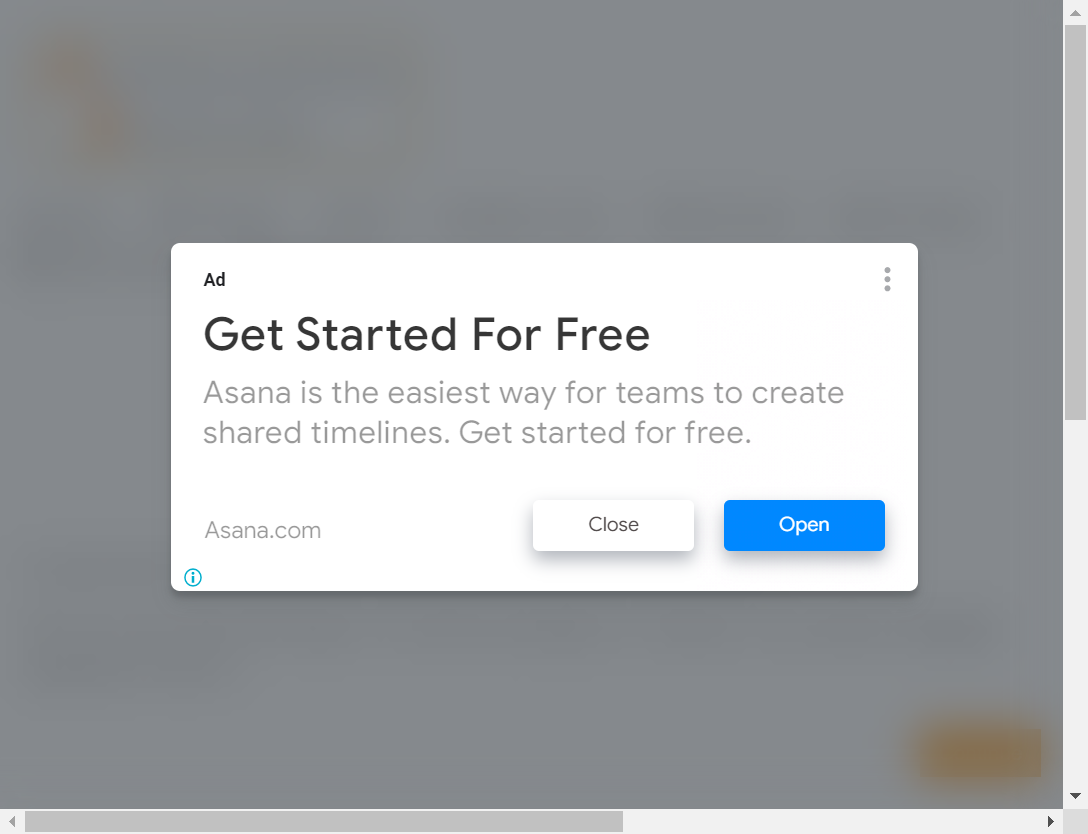 Ad
Get Started For Free
Asana is the easiest way for teams to create
shared timelines. Get started for free.
Asana.com
Close
Open